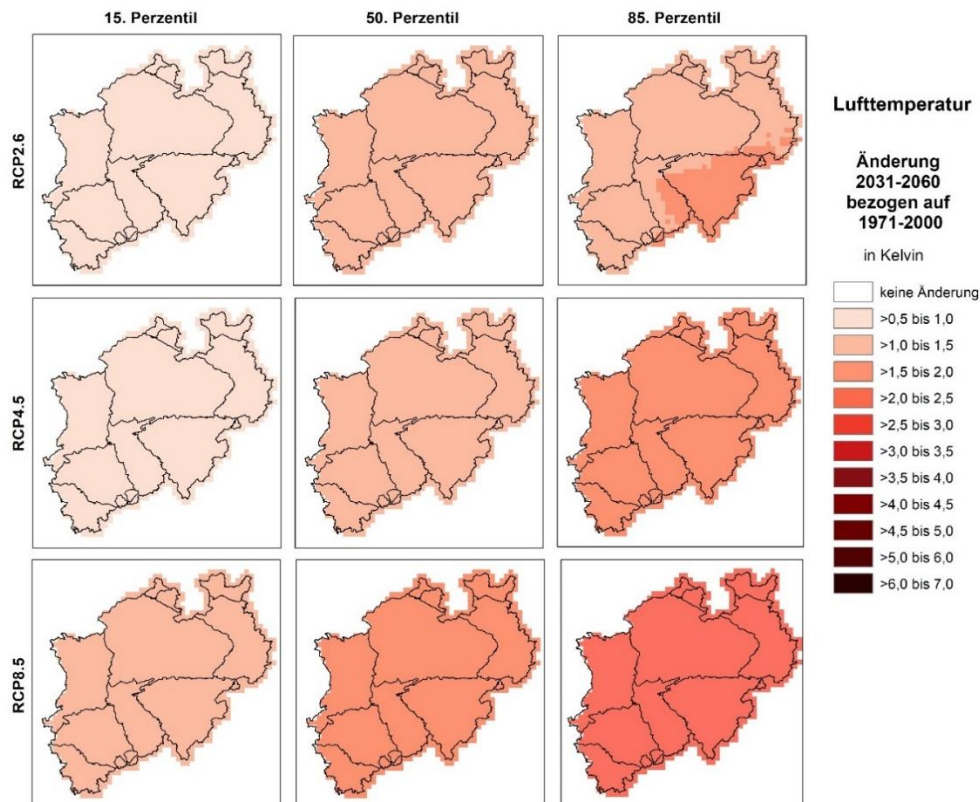 15. Perzentil
50. Perzentil
85. Perzentil
RCP2.6
RCP4.5
RCP8.5
Lufttemperatur
Änderung
2031-2060
bezogen auf
1971-2000
in Kelvin
keine Änderung
>0,5 bis 1,0
>1,0 bis 1,5
>1,5 bis 2,0
>2,0 bis 2,5
>2,5 bis 3,0
>3,0 bis 3,5
>3,5 bis 4,0
>4,0 bis 4,5
>4,5 bis 5,0
>5,0 bis 6,0
>6,0 bis 7,0